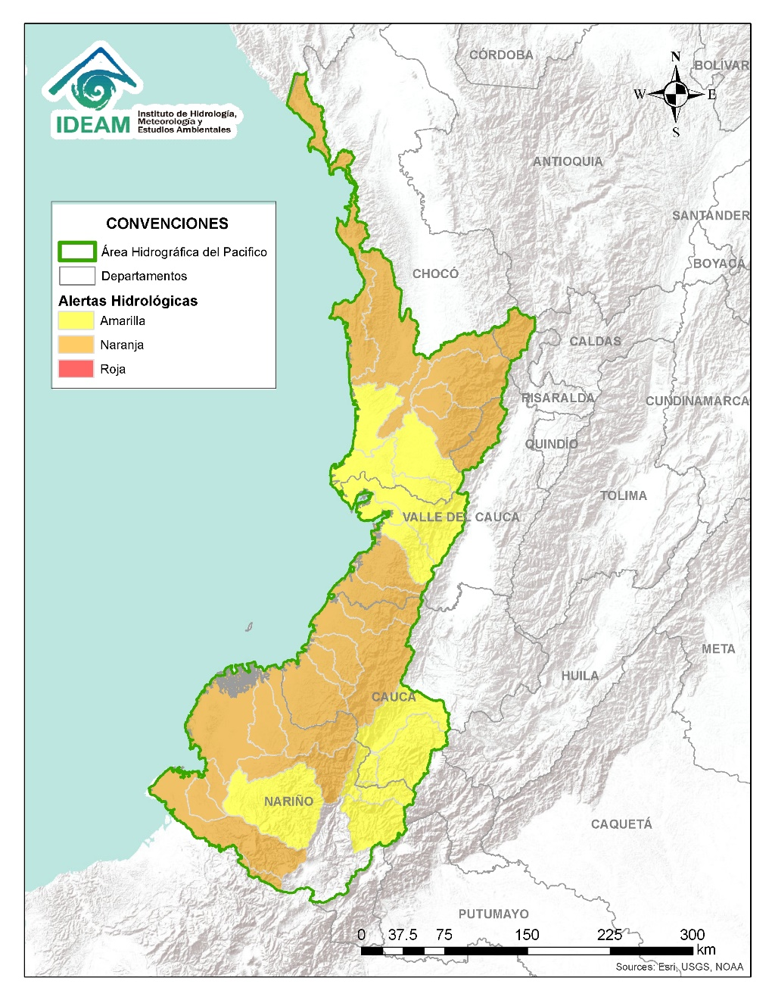 IDEAM
Instituto de Hidrología,
Meteorología y
Estudios Ambientales
CONVENCIONES
Área Hidrográfica del Pacifico
Departamentos
Alertas Hidrológicas
Amarilla
Naranja
Roja
N
W
E
S
CÓRDOBA
BOLÍVAR
ANTIOQUIA
SANTANDER
BOYACÁ
CHOCÓ
CALDAS
RISARALDA
CUNDINAMARCA
QUINDÍO
TOLIMA
VALLE DEL CAUCA
META
HUILA
CAUCA
NARIÑO
CAQUETÁ
PUTUMAYO
0 37.5 75 150 225 300
km
Sources: Esri, USGS, NOAA